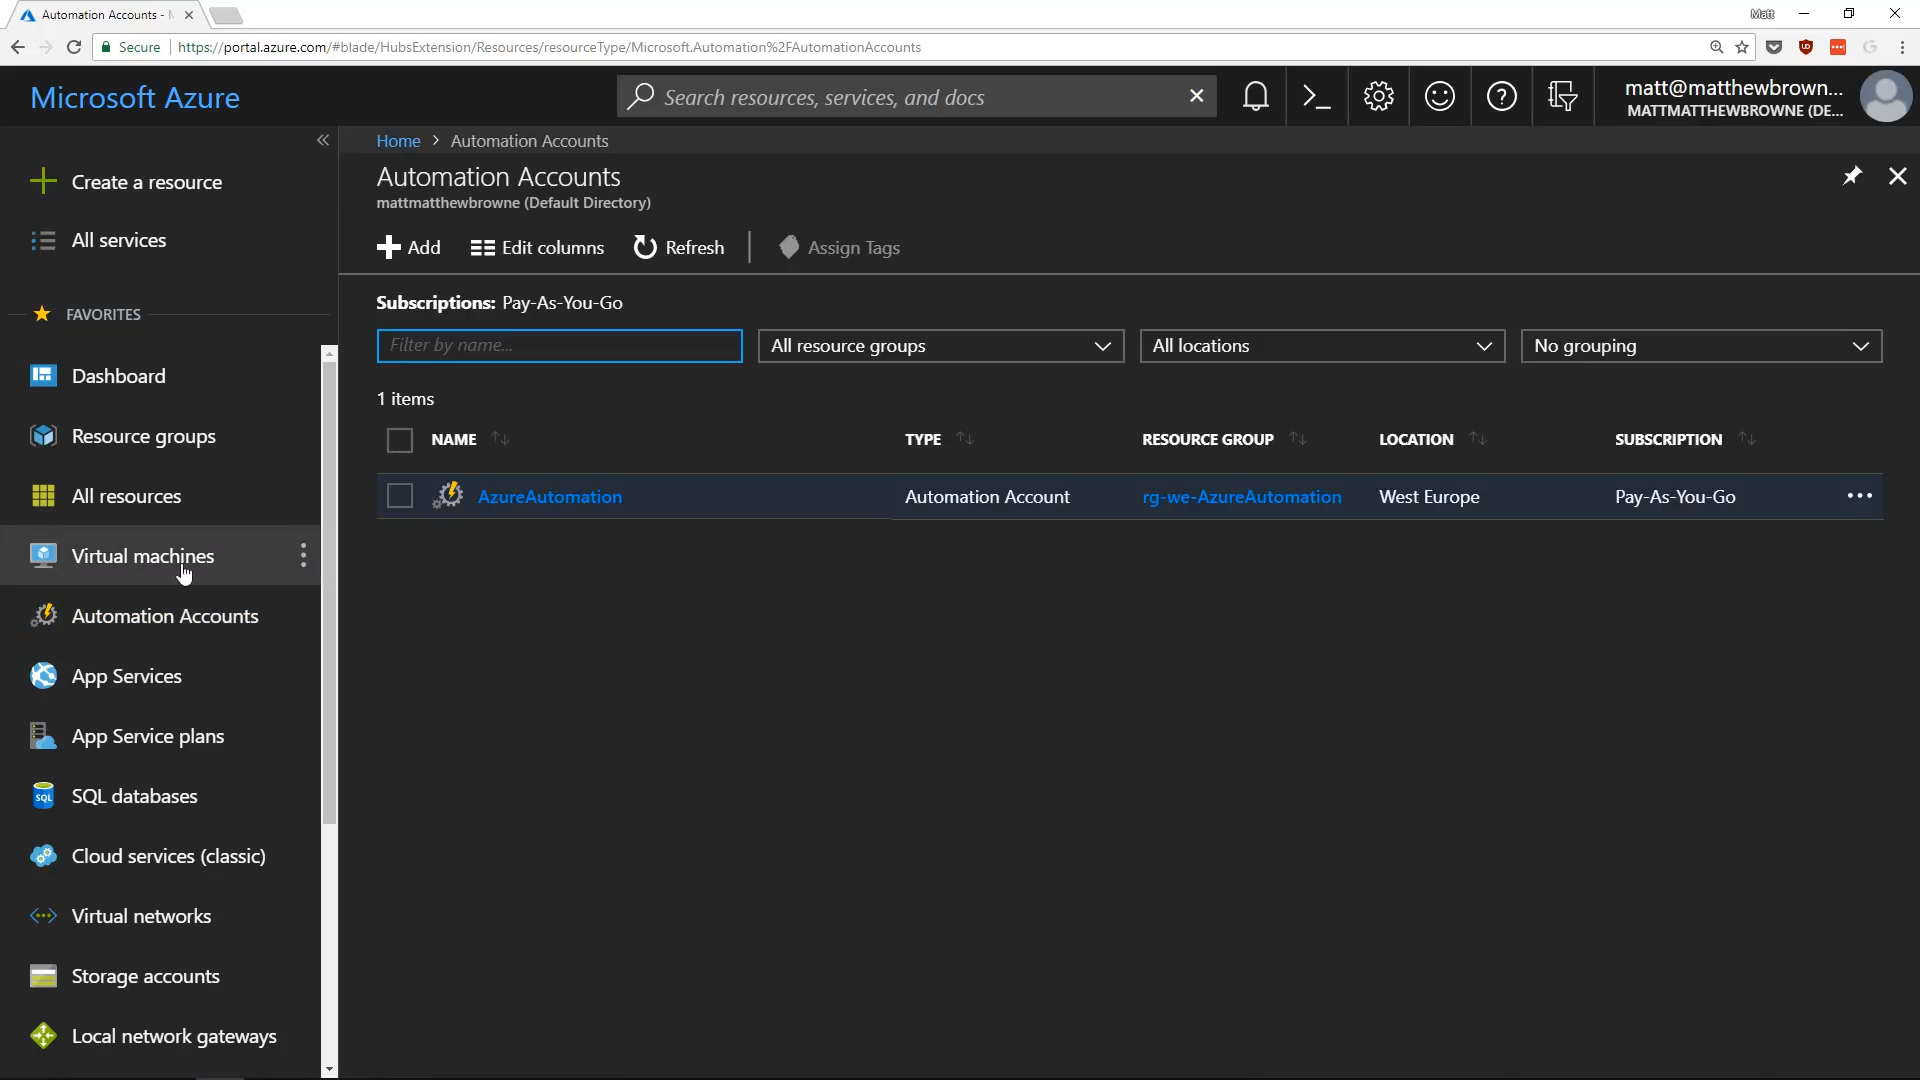 Automation Accounts -
Matt
Secure
https://portal.azure.com/#blade/HubsExtension/Resources/resourceType/Microsoft.Automation%2FAutomationAccounts
Microsoft Azure
Search resources, services, and docs
matt@matthewbrown...
MATTMATTHEWBROWNE (DE...
Home > Automation Accounts
Automation Accounts
mattmatthewbrowne (Default Directory)
Add
Edit columns
Refresh
Assign Tags
Create a resource
All services
FAVORITES
Dashboard
Resource groups
All resources
Virtual machines
Automation Accounts
App Services
App Service plans
SQL
SQL databases
Cloud services (classic)
Virtual networks
Storage accounts
Local network gateways
Subscriptions: Pay-As-You-Go
Filter by name...
All resource groups
All locations
No grouping
1 items
NAME TYPE RESOURCE GROUP LOCATION SUBSCRIPTION
AzureAutomation Automation Account rg-we-AzureAutomation West Europe Pay-As-You-Go